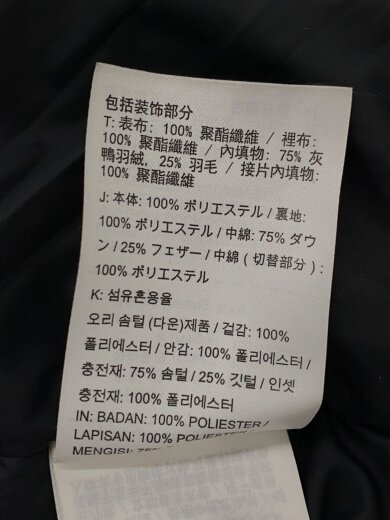 包括装饰部分
T: 表布: 100% 聚酯纖維 / 裡布:
100% 聚酯纖維 / 內填物: 75% 灰
鴨羽絨, 25% 羽毛 / 接片內填物:
100% 聚酯纖維
J: 本体: 100% ポリエステル / 裏地:
100% ポリエステル / 中綿: 75% ダウ
ン / 25% フェザー / 中綿 ( 切替部分 ) :
100% ポリエステル
K: 섬유혼용율
오리 솜털 (다운)제품 / 겉감: 100%
폴리에스터 / 안감: 100% 폴리에스터 /
충전재: 75% 솜털 / 25% 깃털 / 인셋
충전재: 100% 폴리에스터
IN: BADAN: 100% POLIESTER /
LAPISAN: 100% POLIESTER
MENGISI: 75%